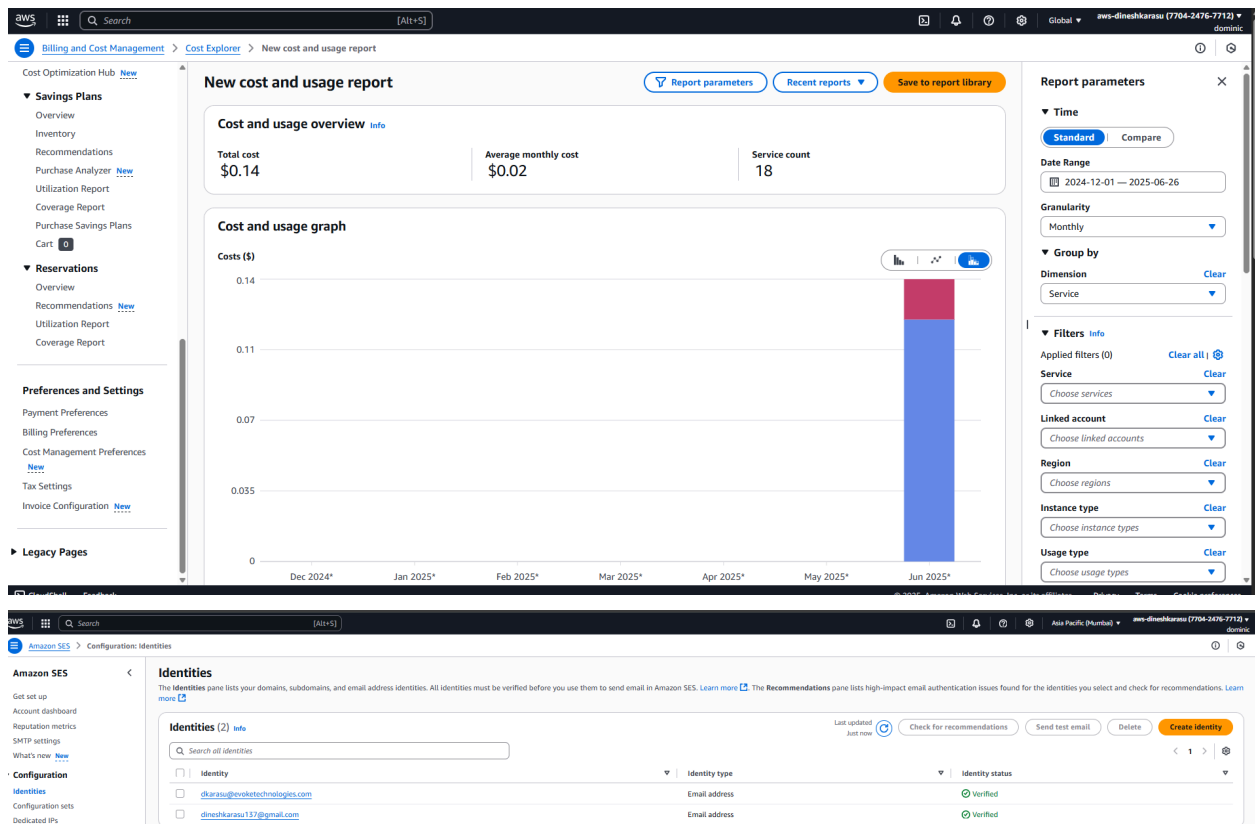 aws Search [Alt+S] Global aws-dineshkarasu (7704-2476-7712)
dominic
Billing and Cost Management > Cost Explorer > New cost and usage report
Cost Optimization Hub New
Savings Plans
Overview
Inventory
Recommendations
Purchase Analyzer New
Utilization Report
Coverage Report
Purchase Savings Plans
Cart 0
Reservations
Overview
Recommendations New
Utilization Report
Coverage Report
Preferences and Settings
Payment Preferences
Billing Preferences
Cost Management Preferences
New
Tax Settings
Invoice Configuration New
Legacy Pages
New cost and usage report
Report parameters Recent reports Save to report library
Cost and usage overview Info
Total cost Average monthly cost Service count
$0.14 $0.02 18
Cost and usage graph
Costs ($)
0.14
0.11
0.07
0.035
0
Dec 2024* Jan 2025* Feb 2025* Mar 2025* Apr 2025* May 2025* Jun 2025*
Report parameters
Time
Standard Compare
Date Range
2024-12-01 — 2025-06-26
Granularity
Monthly
Group by
Dimension Clear
Service
Filters Info
Applied filters (0) Clear all
Service Clear
Choose services
Linked account Clear
Choose linked accounts
Region Clear
Choose regions
Instance type Clear
Choose instance types
Usage type Clear
Choose usage types
CloudShell Feedback © 2025, Amazon Web Services, Inc. or its affiliates. Privacy Terms Cookie preferences
aws Search [Alt+S] Asia Pacific (Mumbai) aws-dineshkarasu (7704-2476-7712)
dominic
Amazon SES > Configuration: Identities
Amazon SES
Get set up
Account dashboard
Reputation metrics
SMTP settings
What's new New
Configuration
Identities
Configuration sets
Dedicated IPs
Identities
The Identities pane lists your domains, subdomains, and email address identities. All identities must be verified before you use them to send email in Amazon SES. Learn more. The Recommendations pane lists high-impact email authentication issues found for the identities you select and check for recommendations. Learn
more
Identities (2) Info
Last updated
Just now
Check for recommendations Send test email Delete Create identity
Search all identities
1
Identity Identity type Identity status
dkarasu@evoketechnologies.com Email address Verified
dineshkarasu137@gmail.com Email address Verified